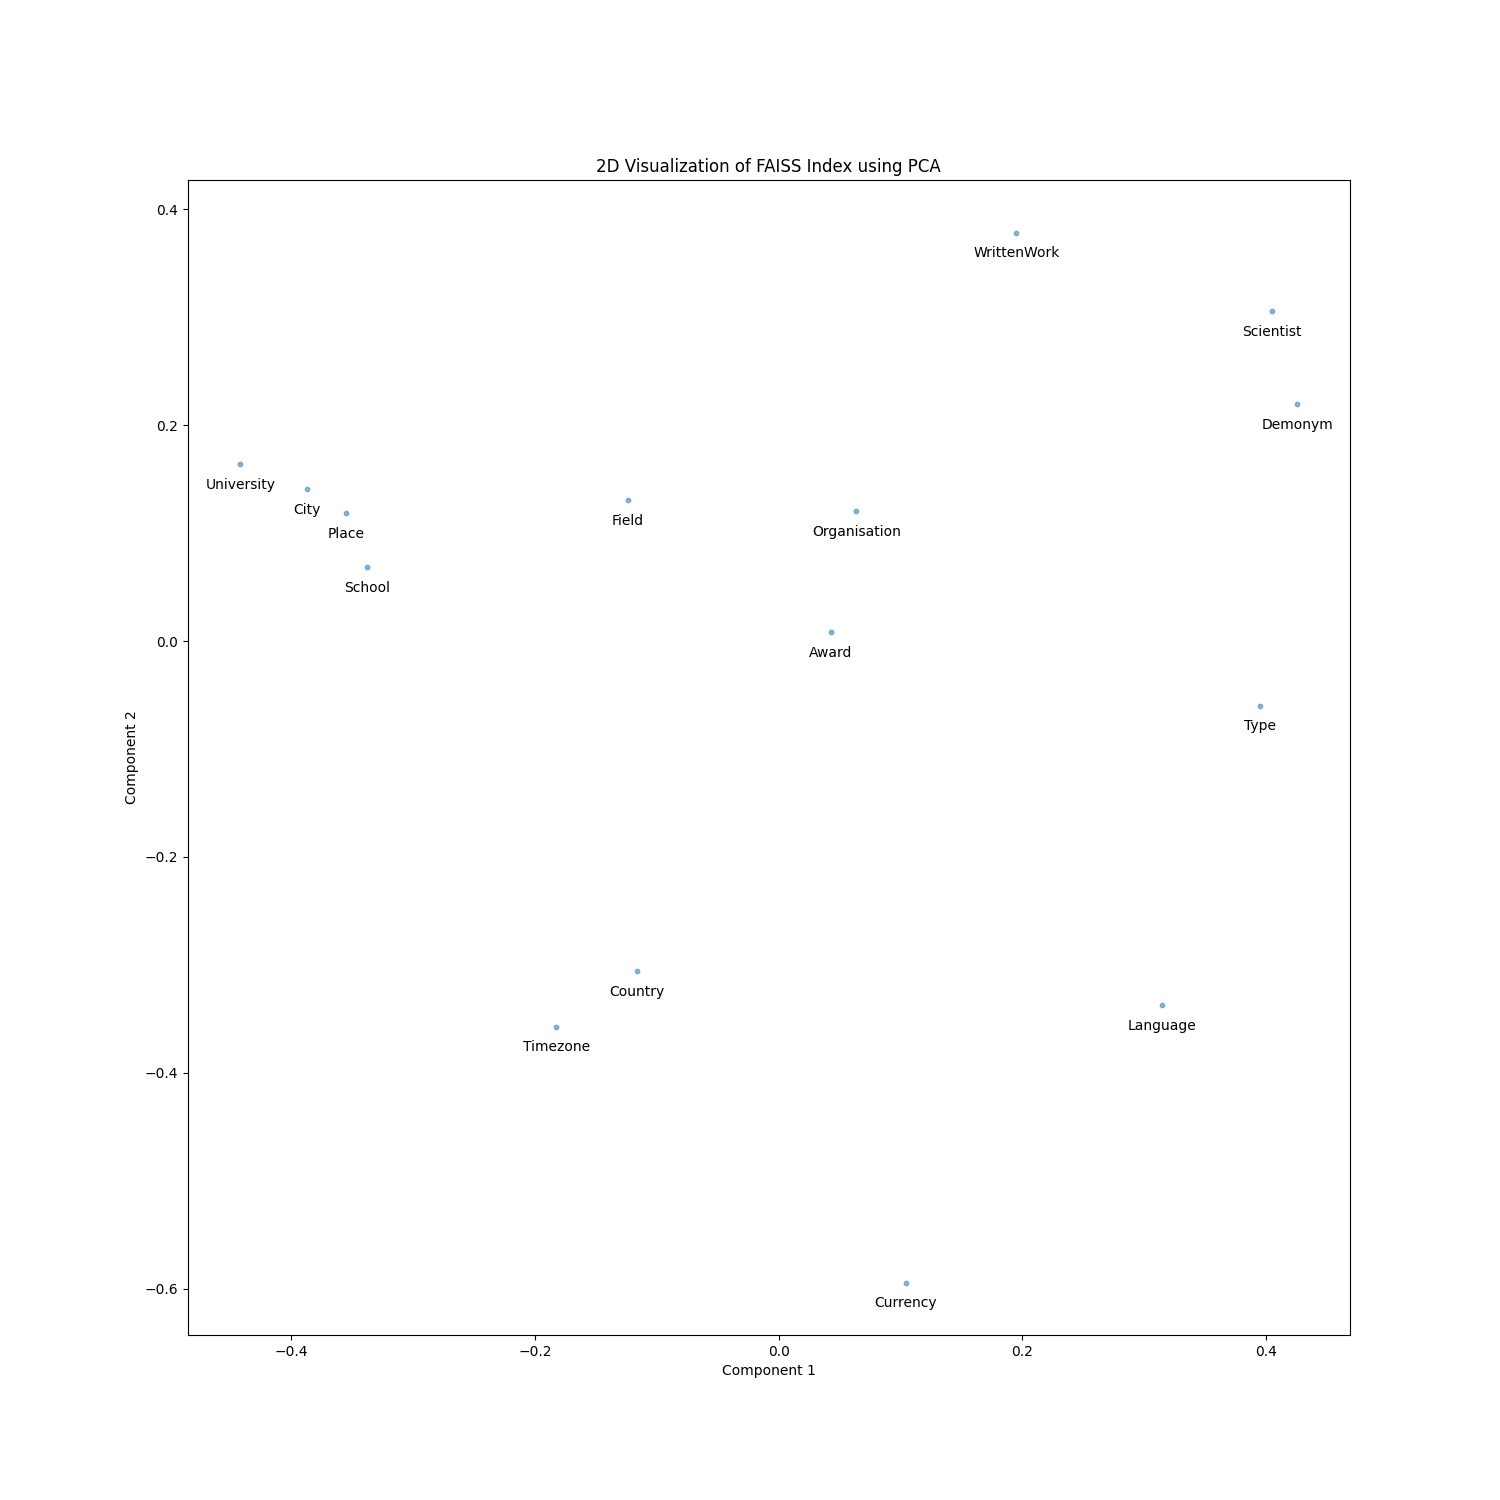 2D Visualization of FAISS Index using PCA
0.4
WrittenWork
Scientist
0.2
Demonym
University
City
Field
Organisation
Place
School
0.0
Award
Type
Component 2
−0.2
Country
Language
Timezone
−0.4
−0.6
Currency
−0.4
−0.2
0.0
0.2
0.4
Component 1